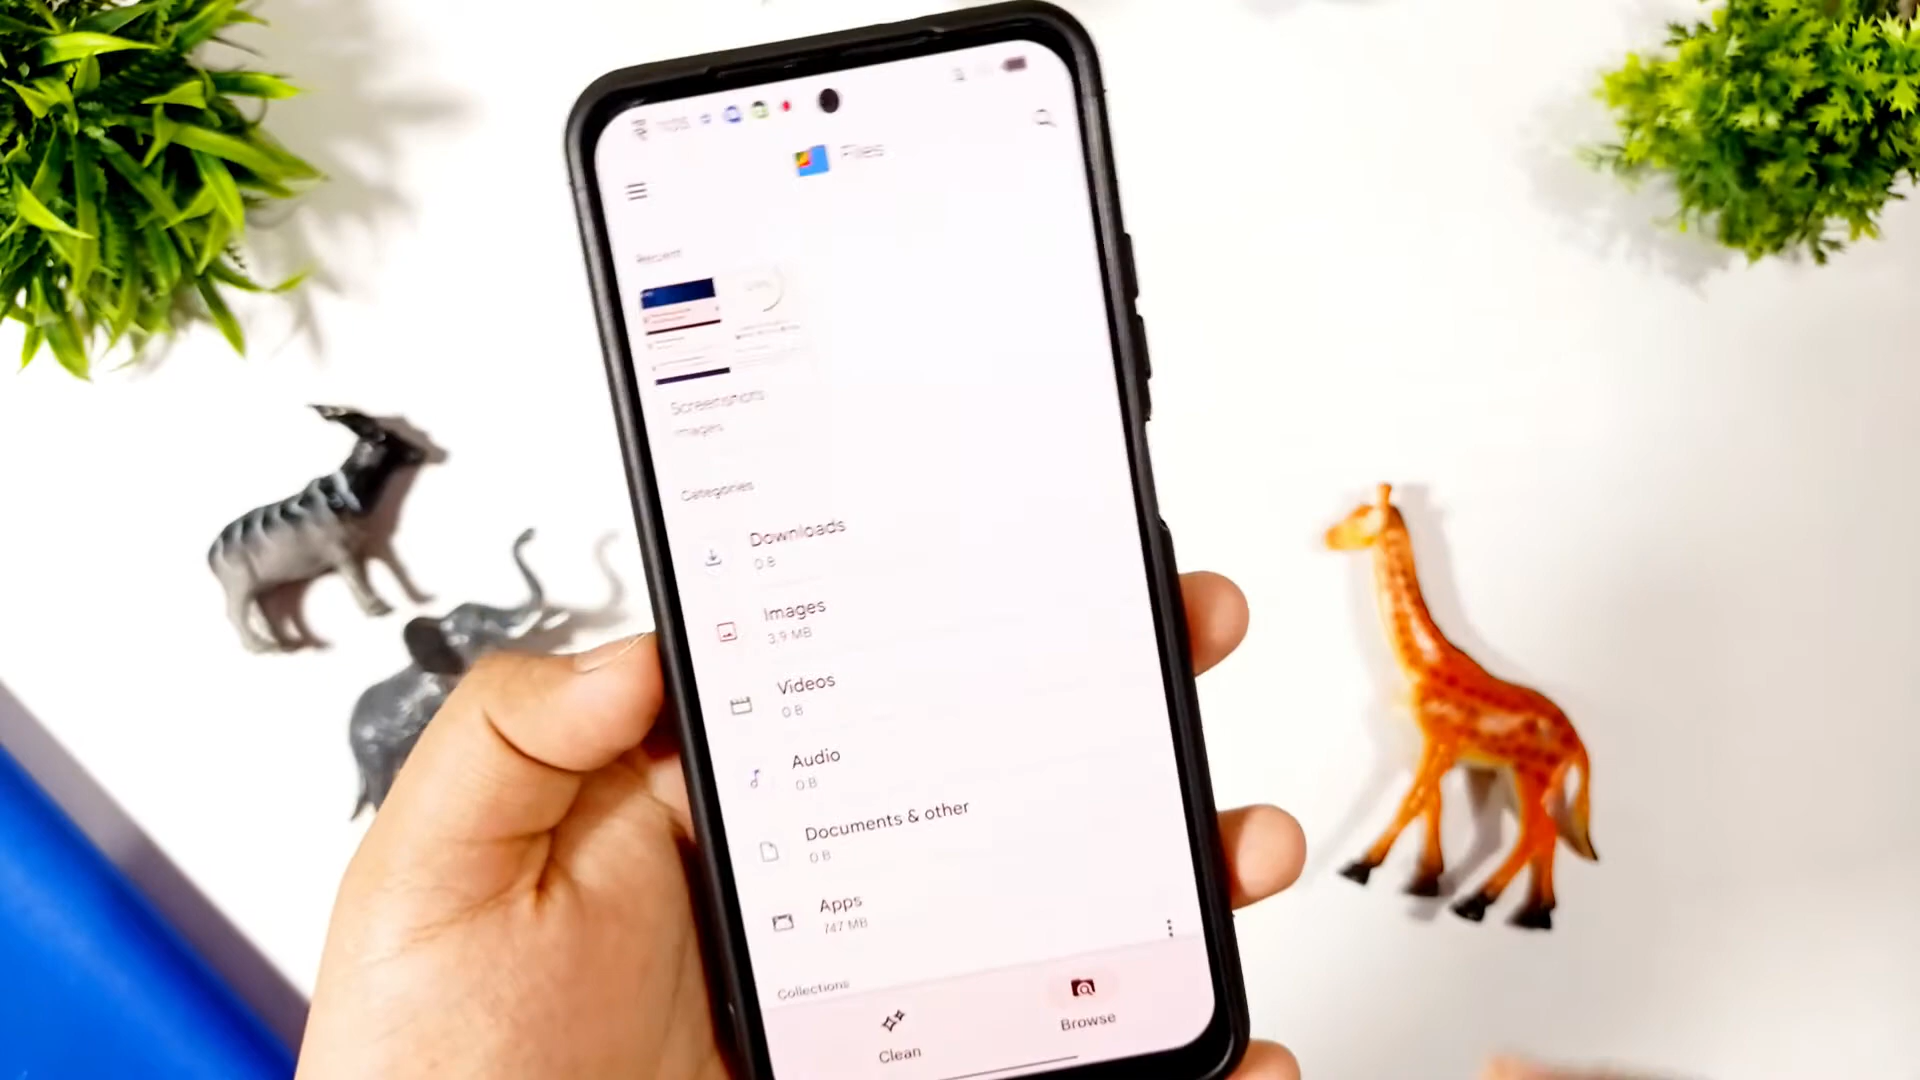 Files
Recent
Screenshots
Images
Categories
Downloads
0 B
Images
3.9 MB
Videos
0 B
Audio
0 B
Documents & other
0 B
Apps
747 MB
Collections
Clean
Browse